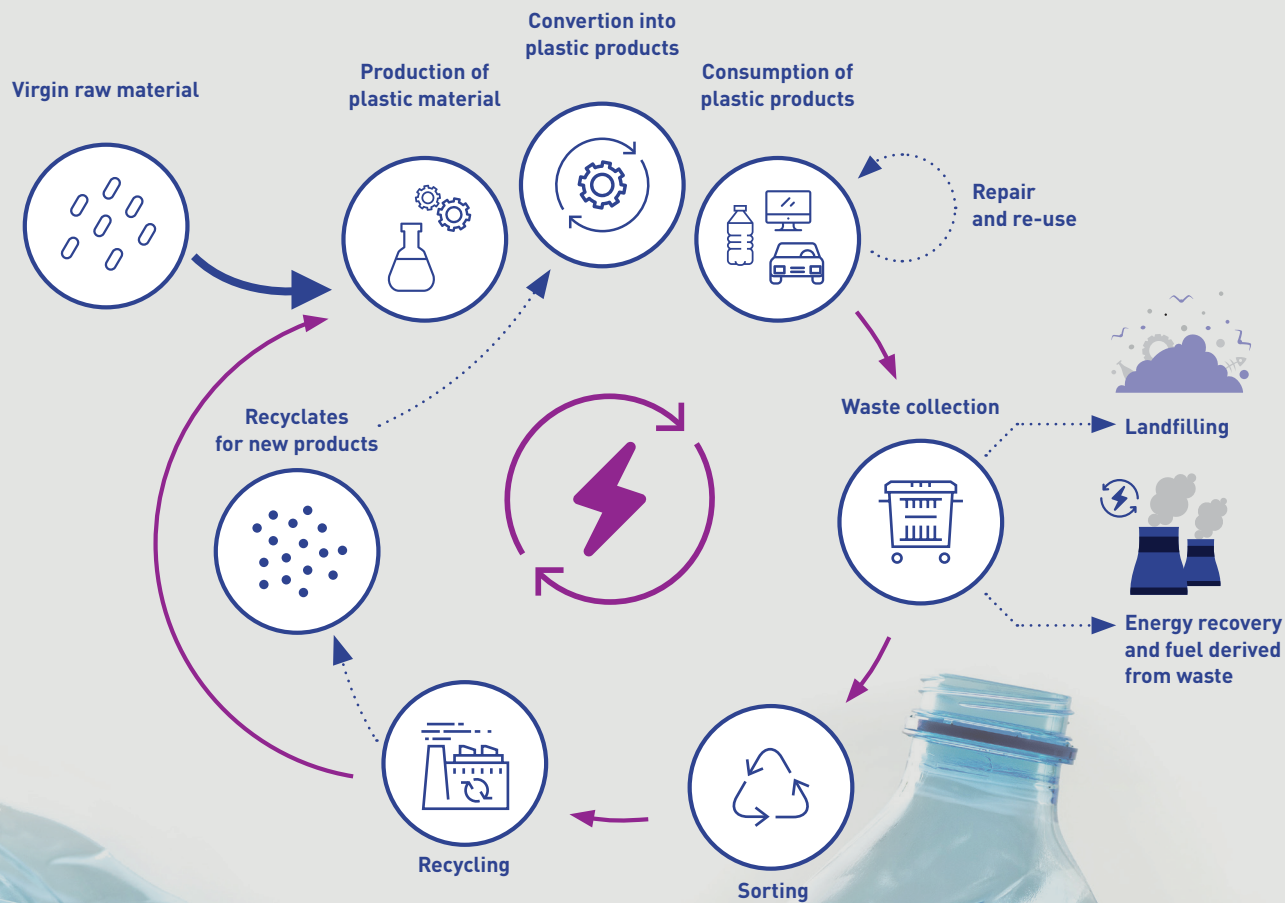 Convertion into
plastic products
Production of
plastic material
Consumption of
plastic products
Virgin raw material
Repair
and re-use
Recyclates
for new products
Waste collection
Landfilling
Energy recovery
and fuel derived
from waste
Recycling
Sorting